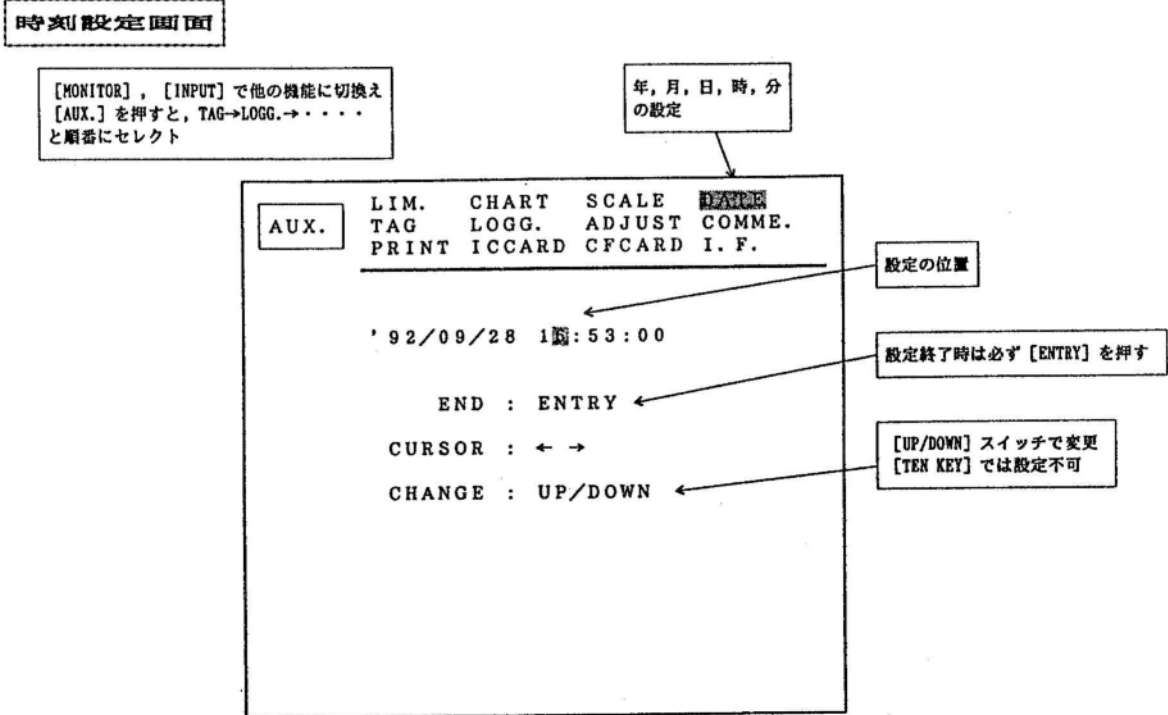 時刻設定画面
[MONITOR] , [INPUT] で他の機能に切換え
[AUX.] を押すと, TAG→LOGG.→・・・・
と順番にセレクト
年, 月, 日, 時, 分
の設定
AUX.
LIM. CHART SCALE DATE
TAG LOGG. ADJUST COMME.
PRINT ICCARD CFCARD I.F.
設定の位置
'92/09/28 16:53:00
設定終了時は必ず [ENTRY] を押す
END : ENTRY
CURSOR : ← →
[UP/DOWN] スイッチで変更
[TEN KEY] では設定不可
CHANGE : UP/DOWN